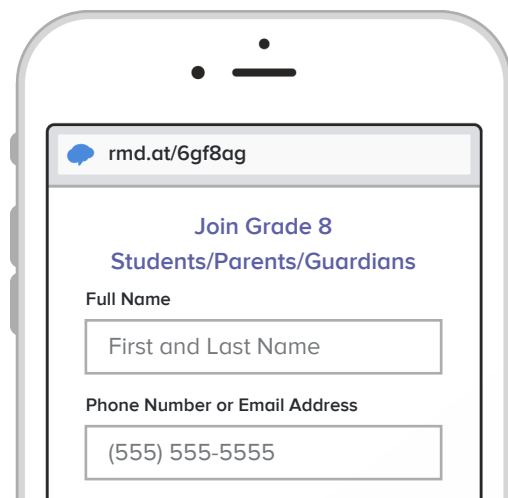 rmd.at/6gf8ag
Join Grade 8
Students/Parents/Guardians
Full Name
First and Last Name
Phone Number or Email Address
(555) 555-5555